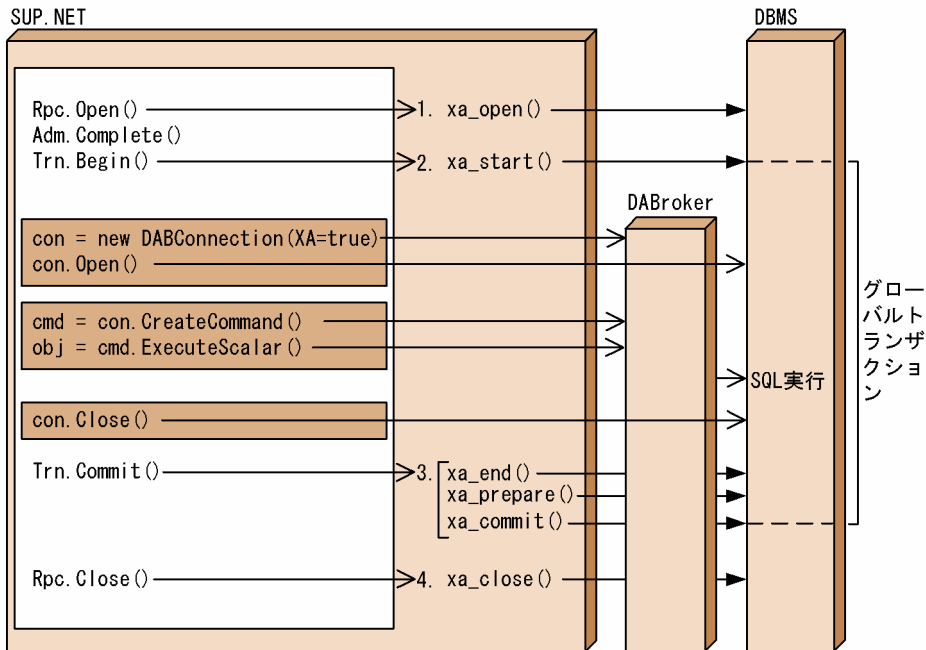 SUP.NET
DBMS
Rpc.Open()
1. xa_open()
Adm.Complete()
Trn.Begin()
2. xa_start()
DABroker
con = new DABConnection(XA=true)
con.Open()
cmd = con.CreateCommand()
obj = cmd.ExecuteScalar()
SQL実行
グロー
バルト
ランザ
クショ
ン
con.Close()
Trn.Commit()
3. xa_end()
xa_prepare()
xa_commit()
Rpc.Close()
4. xa_close()